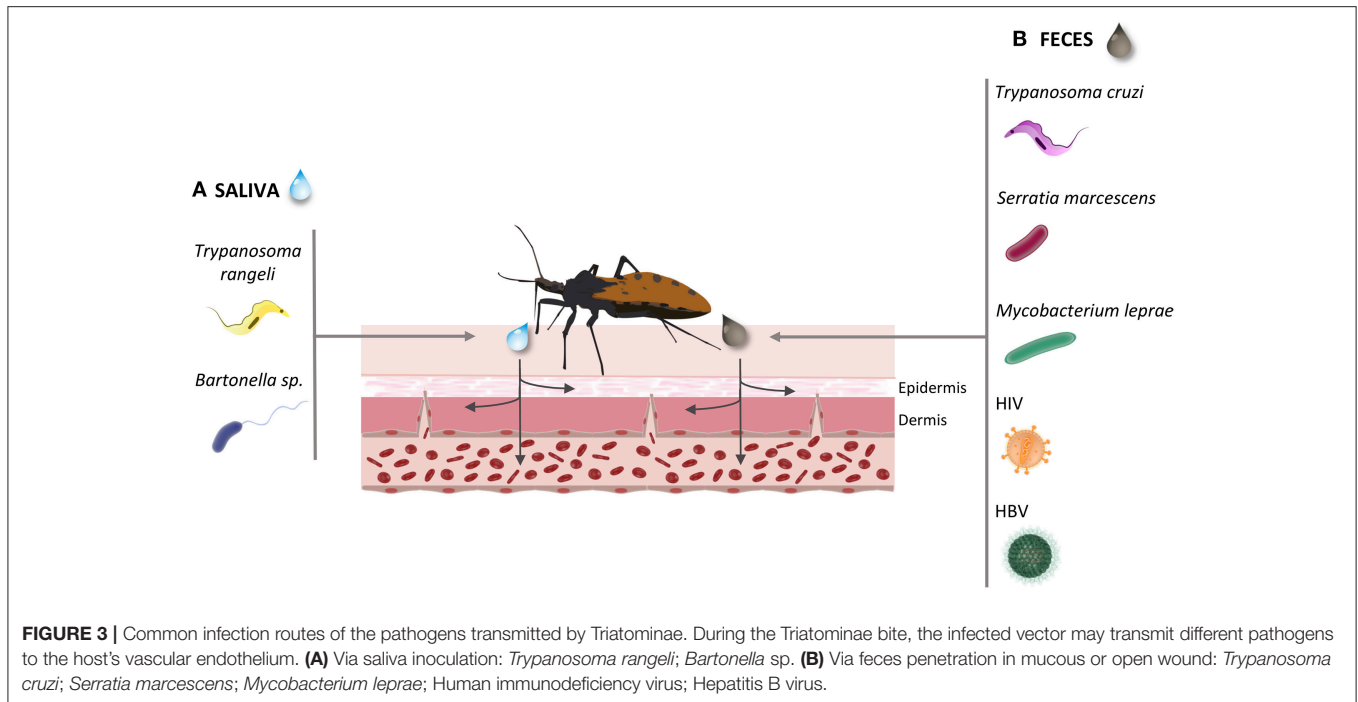 A SALIVA
Trypanosoma
rangeli
Bartonella sp.
B FECES
Trypanosoma cruzi
Serratia marcescens
Mycobacterium leprae
HIV
HBV
Epidermis
Dermis
FIGURE 3 | Common infection routes of the pathogens transmitted by Triatominae. During the Triatominae bite, the infected vector may transmit different pathogens
to the host's vascular endothelium. (A) Via saliva inoculation: Trypanosoma rangeli; Bartonella sp. (B) Via feces penetration in mucous or open wound: Trypanosoma
cruzi; Serratia marcescens; Mycobacterium leprae; Human immunodeficiency virus; Hepatitis B virus.